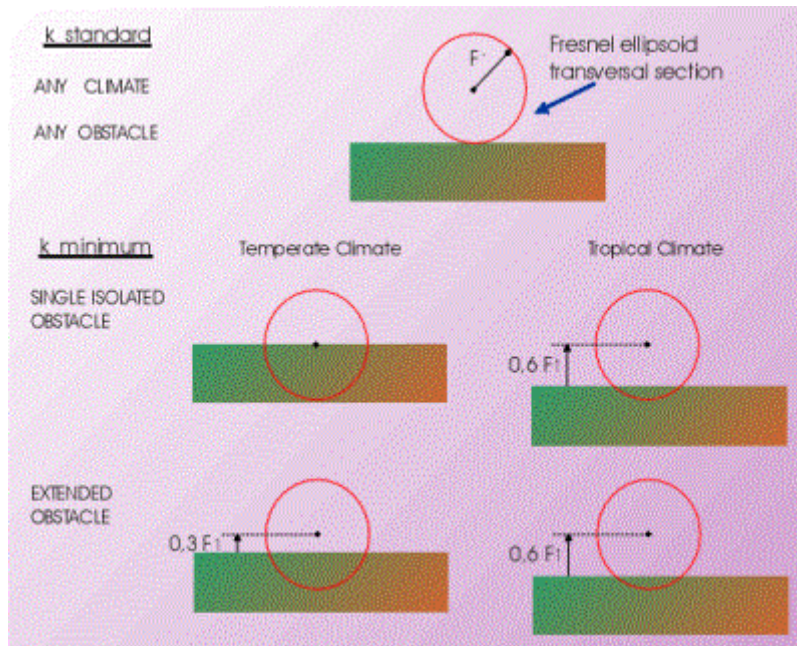 k standard
F1
Fresnel ellipsoid
transversal section
ANY CLIMATE
ANY OBSTACLE
k minimum
Temperate Climate
Tropical Climate
SINGLE ISOLATED
OBSTACLE
0,6 F1
EXTENDED
OBSTACLE
0,3 F1
0,6 F1